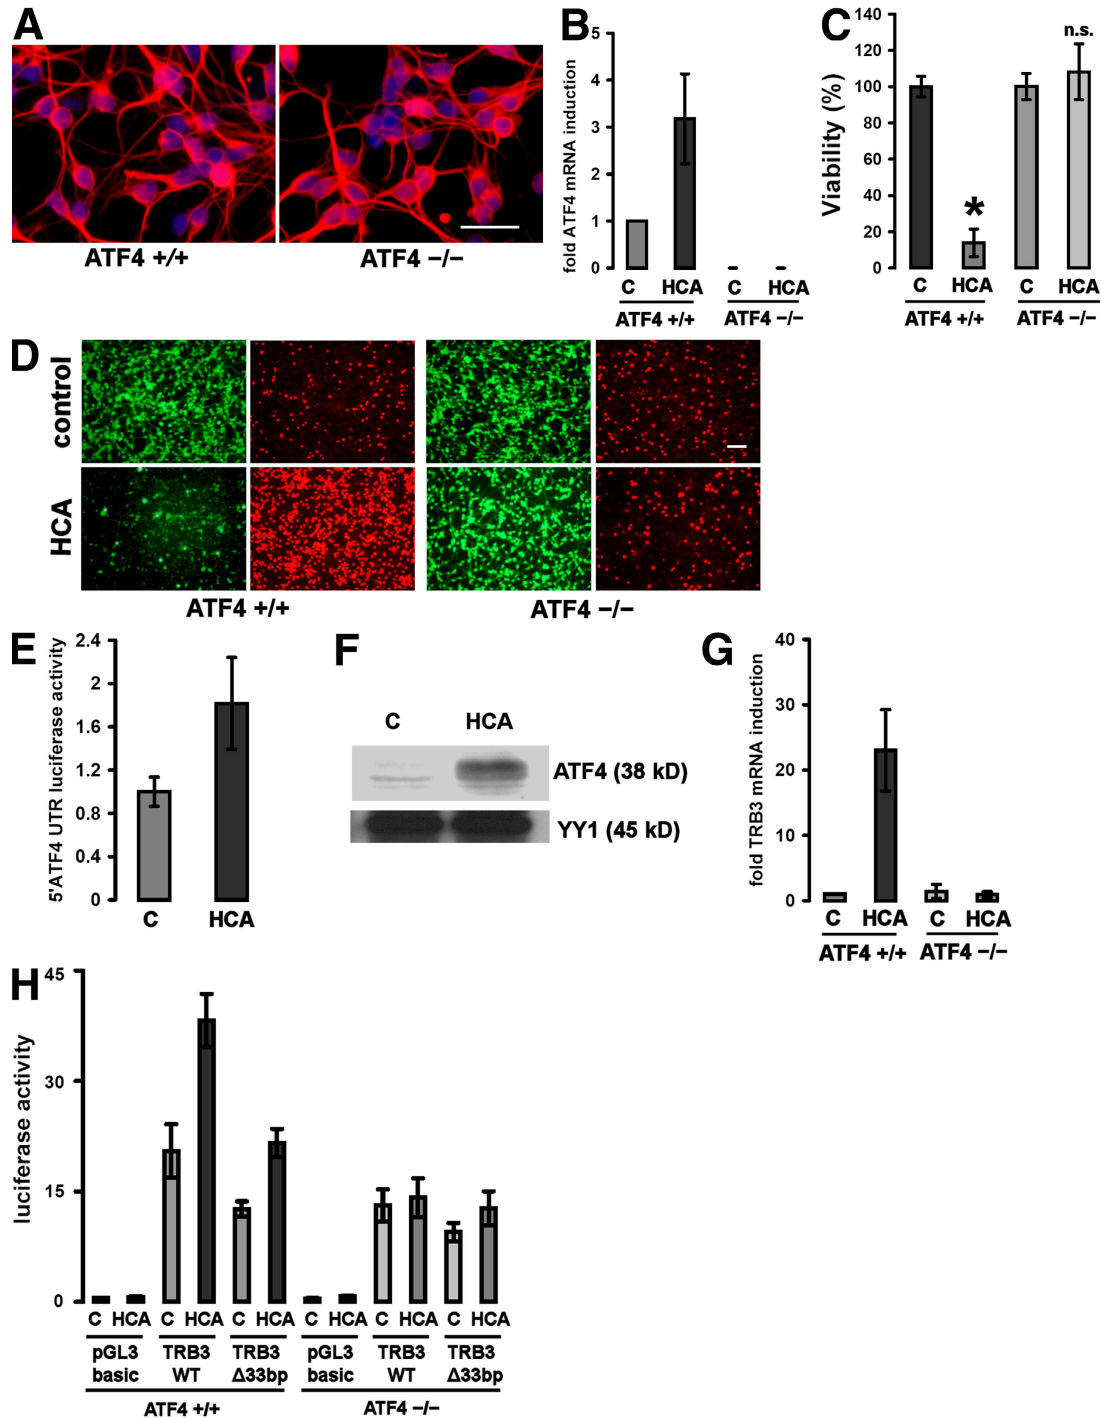 A
ATF4 +/+
ATF4 −/−
B
fold ATF4 mRNA induction
5
4
3
2
1
0
C
HCA
C
HCA
ATF4 +/+
ATF4 −/−
C
Viability (%)
140
120
100
80
60
40
20
0
*
n.s.
C
HCA
C
HCA
ATF4 +/+
ATF4 −/−
D
control
HCA
ATF4 +/+
ATF4 −/−
E
5'ATF4 UTR luciferase activity
2.4
2
1.6
1.2
0.8
0.4
0
C
HCA
F
C
HCA
ATF4 (38 kD)
YY1 (45 kD)
G
fold TRB3 mRNA induction
40
30
20
10
0
C
HCA
C
HCA
ATF4 +/+
ATF4 −/−
H
luciferase activity
45
30
15
0
C HCA C HCA C HCA C HCA C HCA C HCA
pGL3 TRB3 TRB3 pGL3 TRB3 TRB3
basic WT Δ33bp basic WT Δ33bp
ATF4 +/+
ATF4 −/−